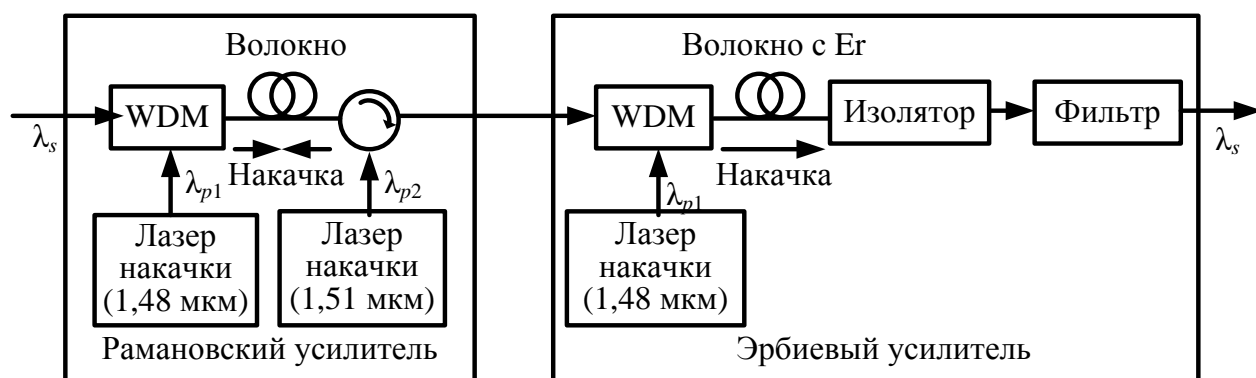 Волокно
WDM
λs
Накачка
λp1
λp2
Лазер
накачки
(1,48 мкм)
Лазер
накачки
(1,51 мкм)
Рамановский усилитель
Волокно с Er
WDM
Изолятор
Фильтр
λs
Накачка
λp1
Лазер
накачки
(1,48 мкм)
Эрбиевый усилитель